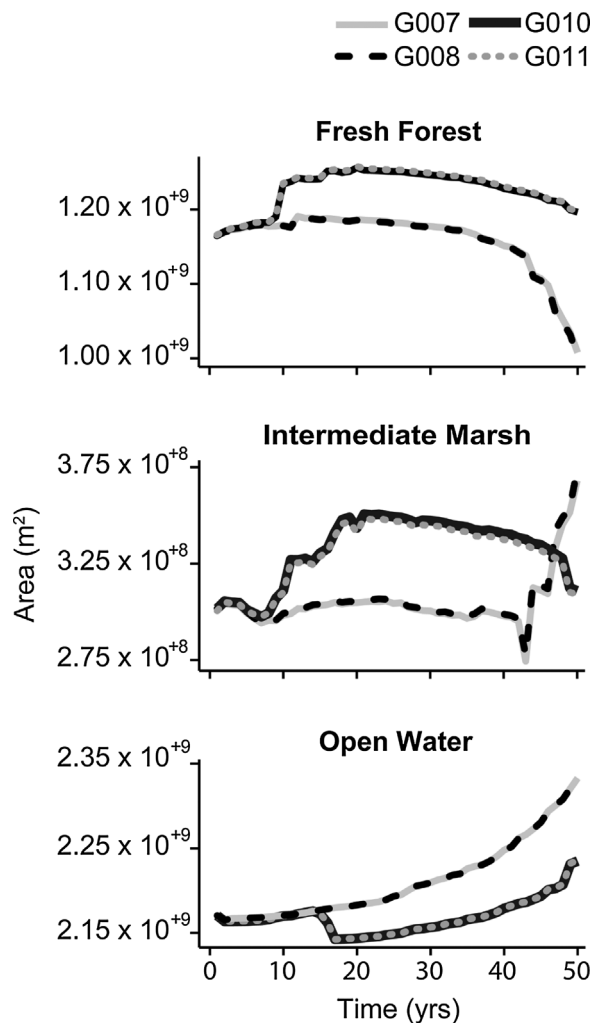 G007 G010
G008 G011
Fresh Forest
1.20 x 10+9
1.10 x 10+9
1.00 x 10+9
Intermediate Marsh
3.75 x 10+8
3.25 x 10+8
2.75 x 10+8
Area (m²)
Open Water
2.35 x 10+9
2.25 x 10+9
2.15 x 10+9
0 10 20 30 40 50
Time (yrs)